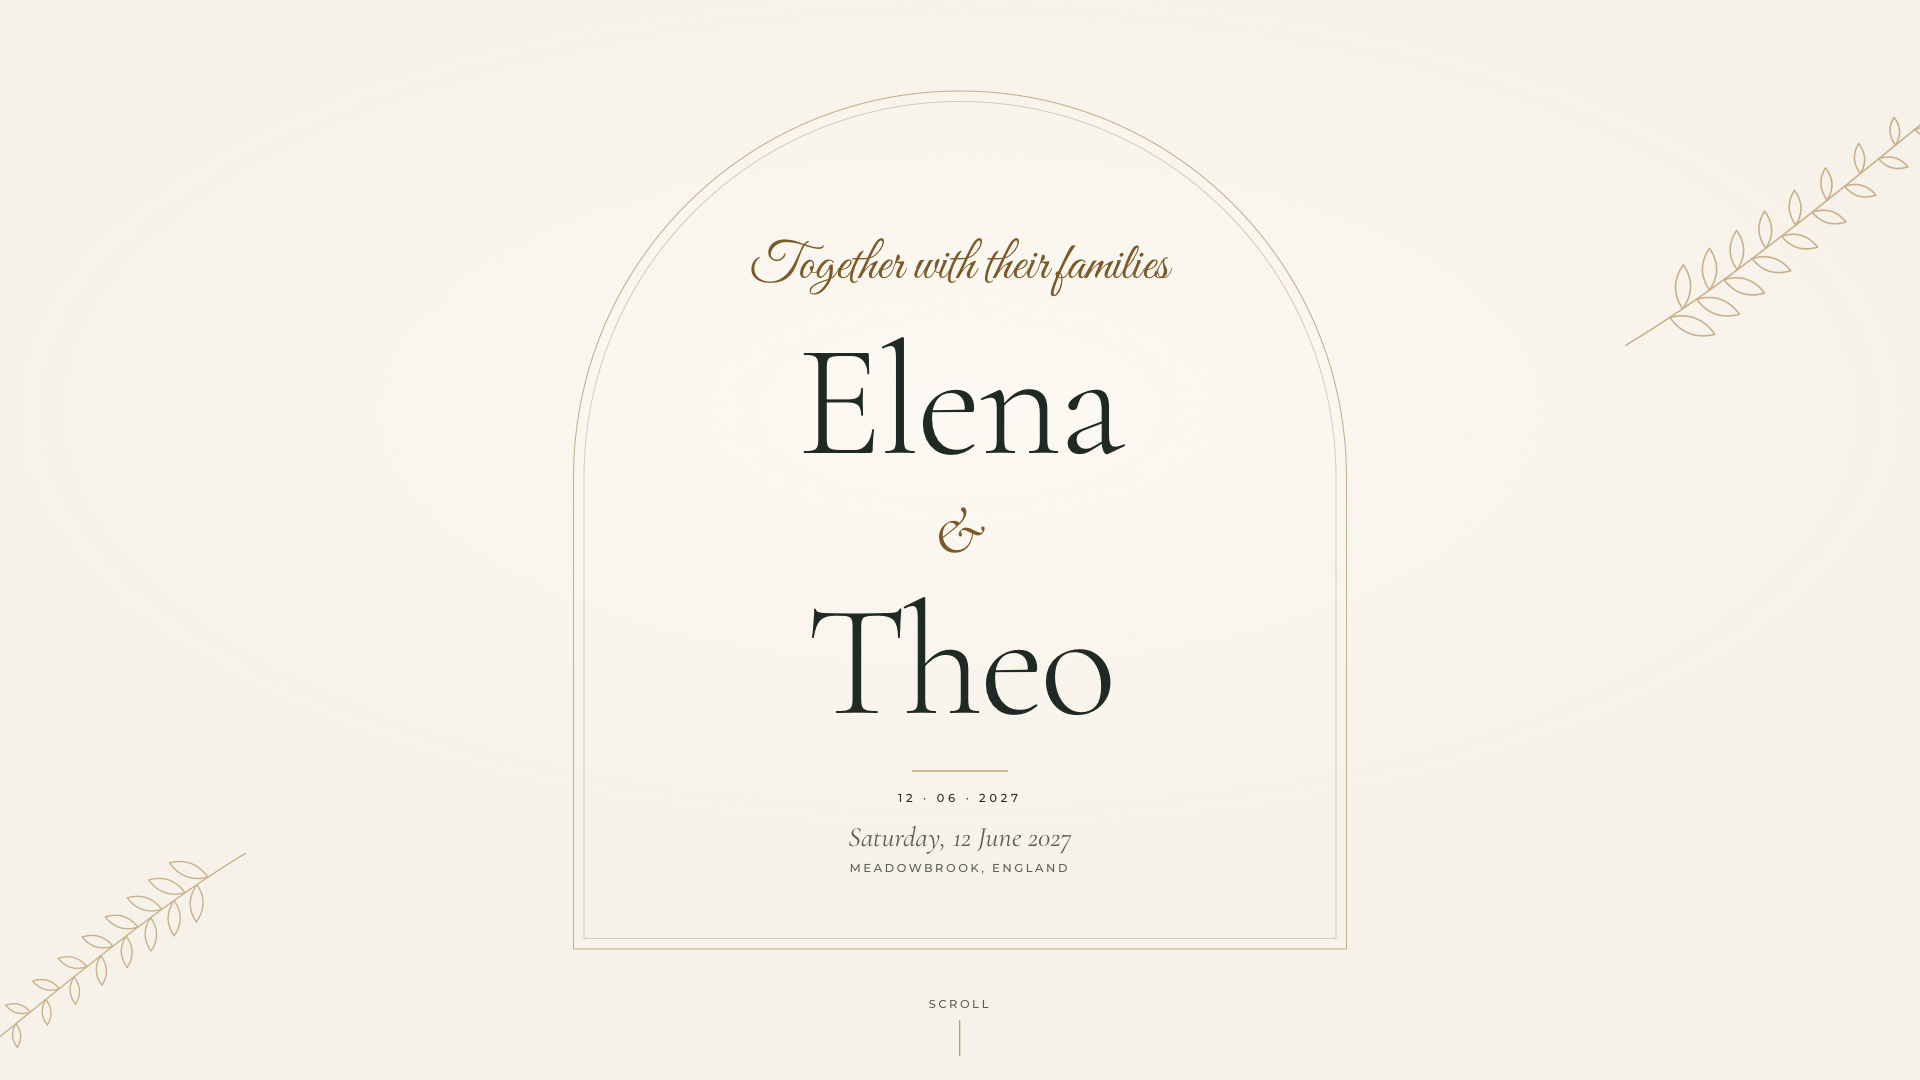 Together with their families
Elena
&
Theo
12 · 06 · 2027
Saturday, 12 June 2027
MEADOWBROOK, ENGLAND
SCROLL